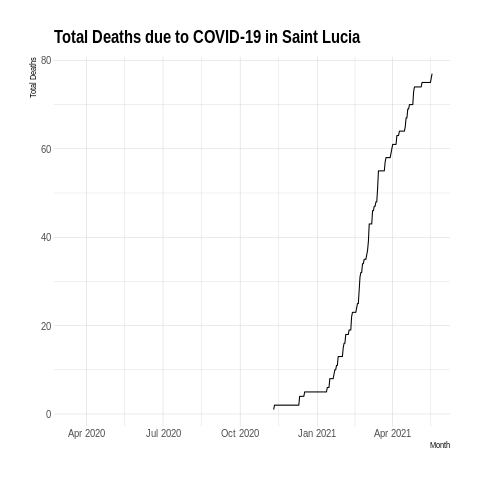 Total Deaths due to COVID-19 in Saint Lucia
Total Deaths
80
60
40
20
0
Apr 2020 Jul 2020 Oct 2020 Jan 2021 Apr 2021
Month